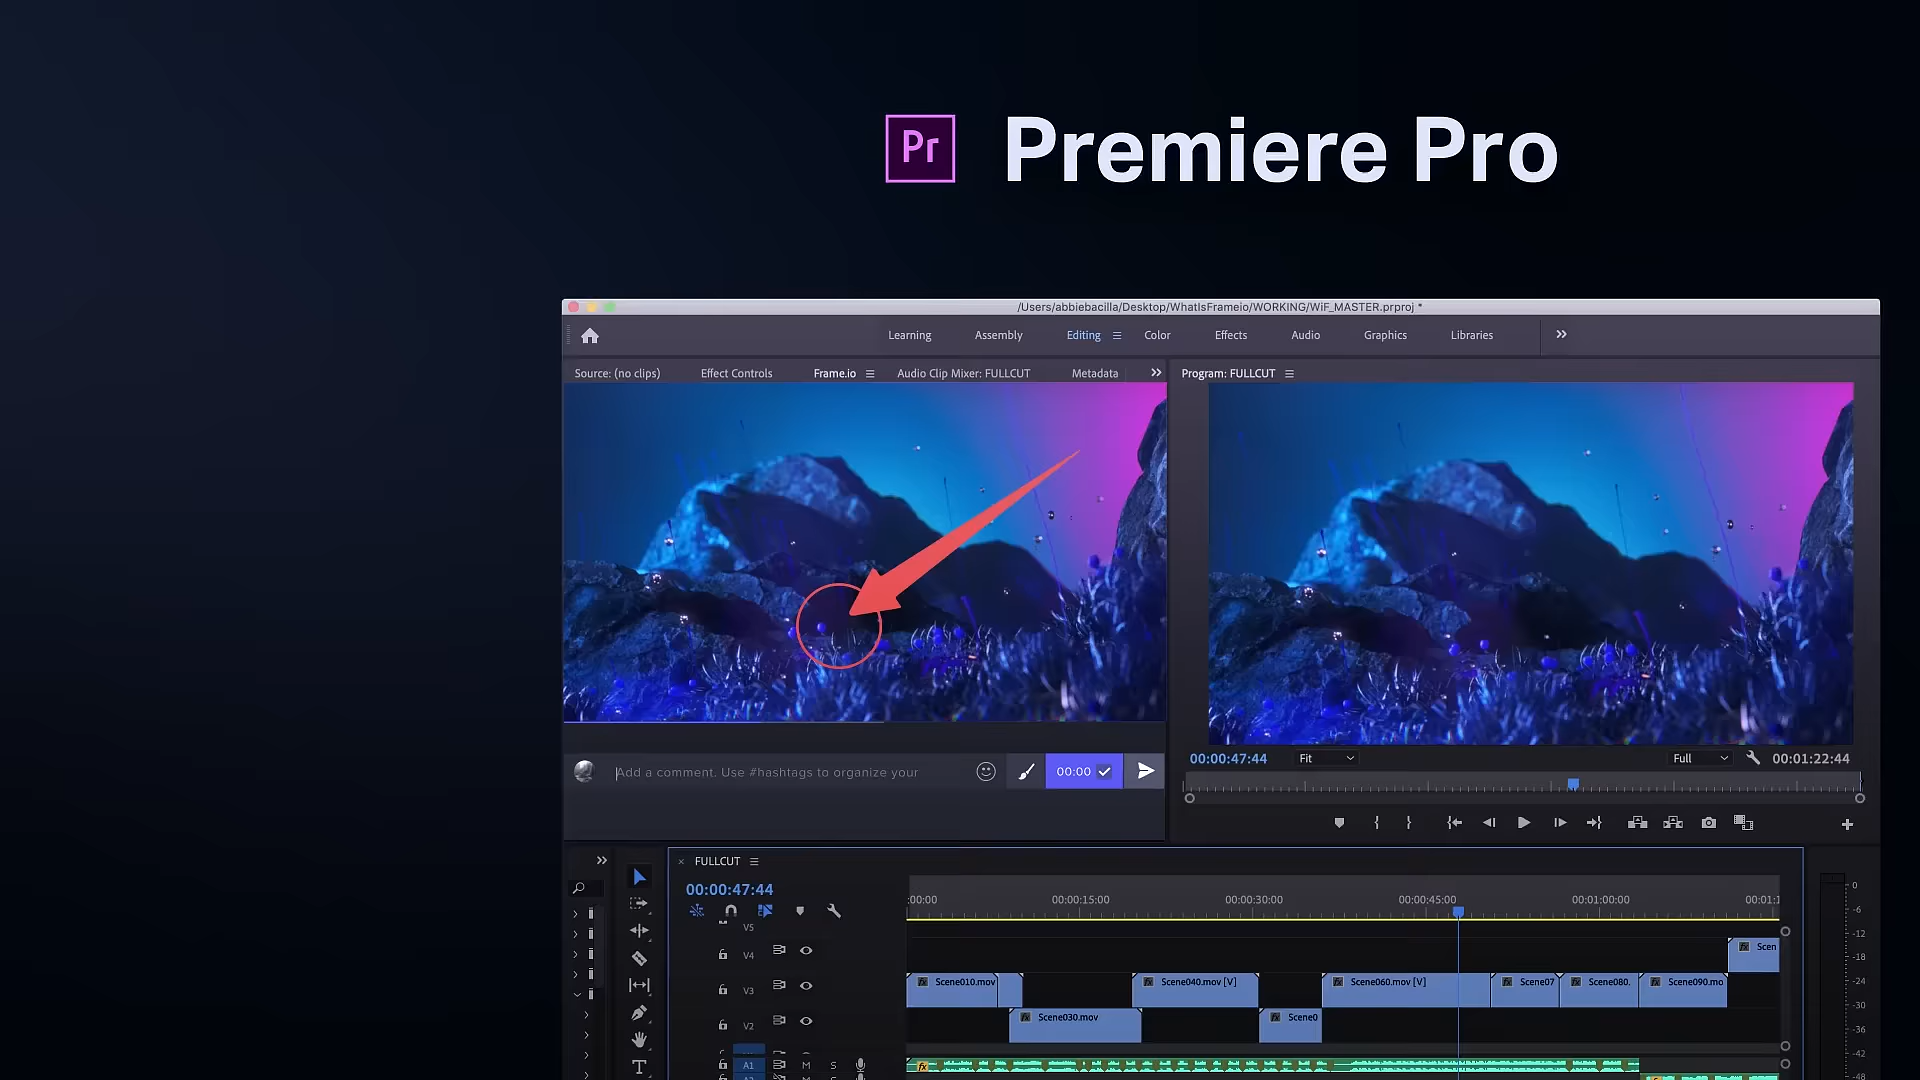 Pr Premiere Pro
/Users/abbiebacilla/Desktop/WhatIsFrameio/WORKING/WiF_MASTER.prproj *
Learning Assembly Editing Color Effects Audio Graphics Libraries
Source: (no clips) Effect Controls Frame.io Audio Clip Mixer: FULLCUT Metadata
Program: FULLCUT
Add a comment. Use #hashtags to organize your
00:00
00:00:47:44 Fit Full 00:01:22:44
FULLCUT
00:00:47:44
:00:00 00:00:15:00 00:00:30:00 00:00:45:00 00:01:00:00 00:01:1
V5
V4 Scen
V3 Scene010.mov Scene040.mov [V] Scene060.mov [V] Scene07 Scene080. Scene090.mo
V2 Scene030.mov Scene0
A1 M S
0
-6
-12
-18
-24
-30
-36
-42
-48